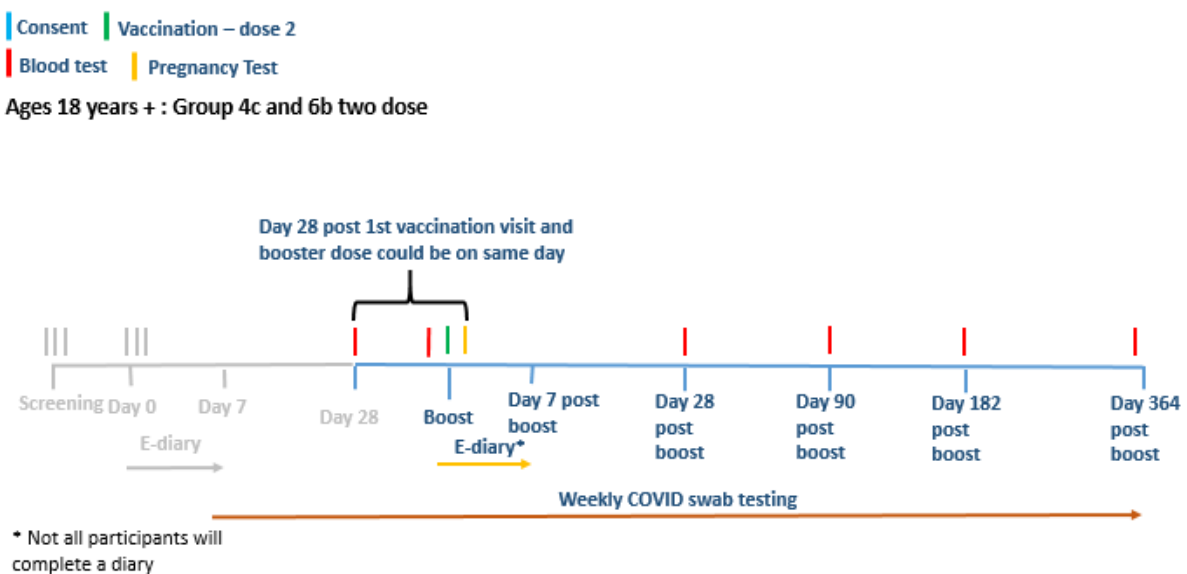 Consent Vaccination – dose 2
Blood test Pregnancy Test
Ages 18 years + : Group 4c and 6b two dose
Day 28 post 1st vaccination visit and
booster dose could be on same day
Screening
Day 0
Day 7
Day 28
Boost
Day 7 post
boost
Day 28
post
boost
Day 90
post
boost
Day 182
post
boost
Day 364
post
boost
E-diary
E-diary*
Weekly COVID swab testing
* Not all participants will
complete a diary